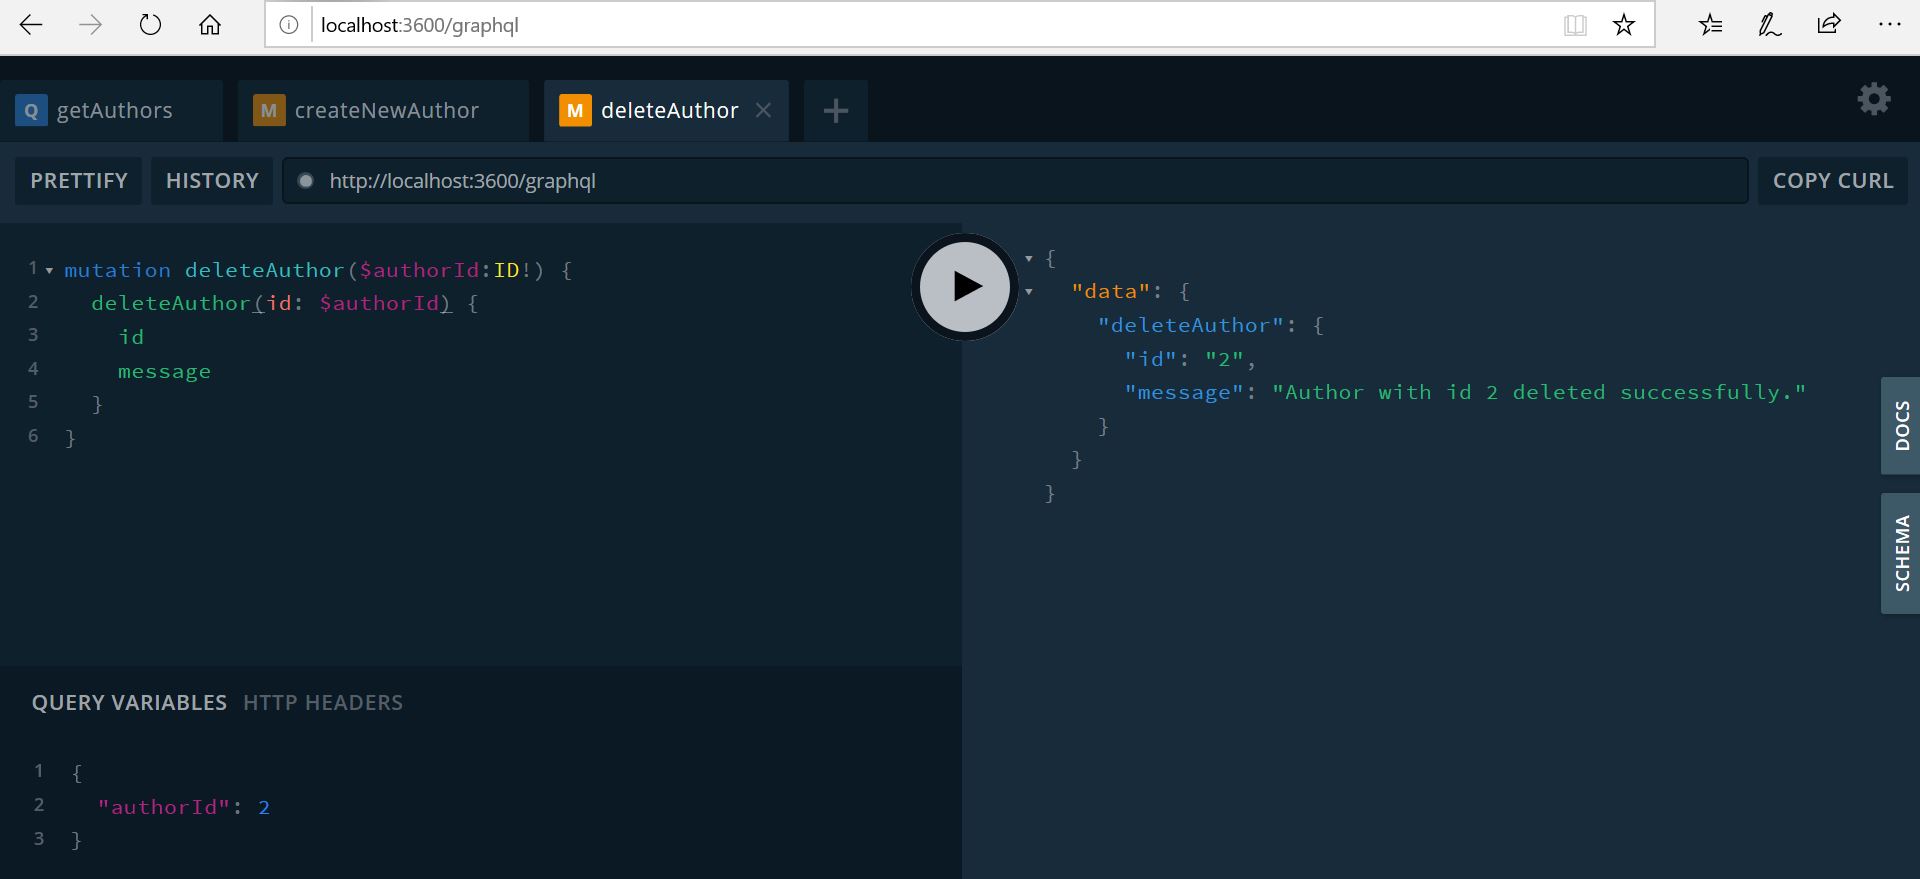 localhost:3600/graphql
Q getAuthors M createNewAuthor M deleteAuthor
PRETTIFY HISTORY http://localhost:3600/graphql COPY CURL
1 mutation deleteAuthor($authorId:ID!) {
2 deleteAuthor(id: $authorId) {
3 id
4 message
5 }
6 }
{
"data": {
"deleteAuthor": {
"id": "2",
"message": "Author with id 2 deleted successfully."
}
}
}
DOCS
SCHEMA
QUERY VARIABLES HTTP HEADERS
1 {
2 "authorId": 2
3 }